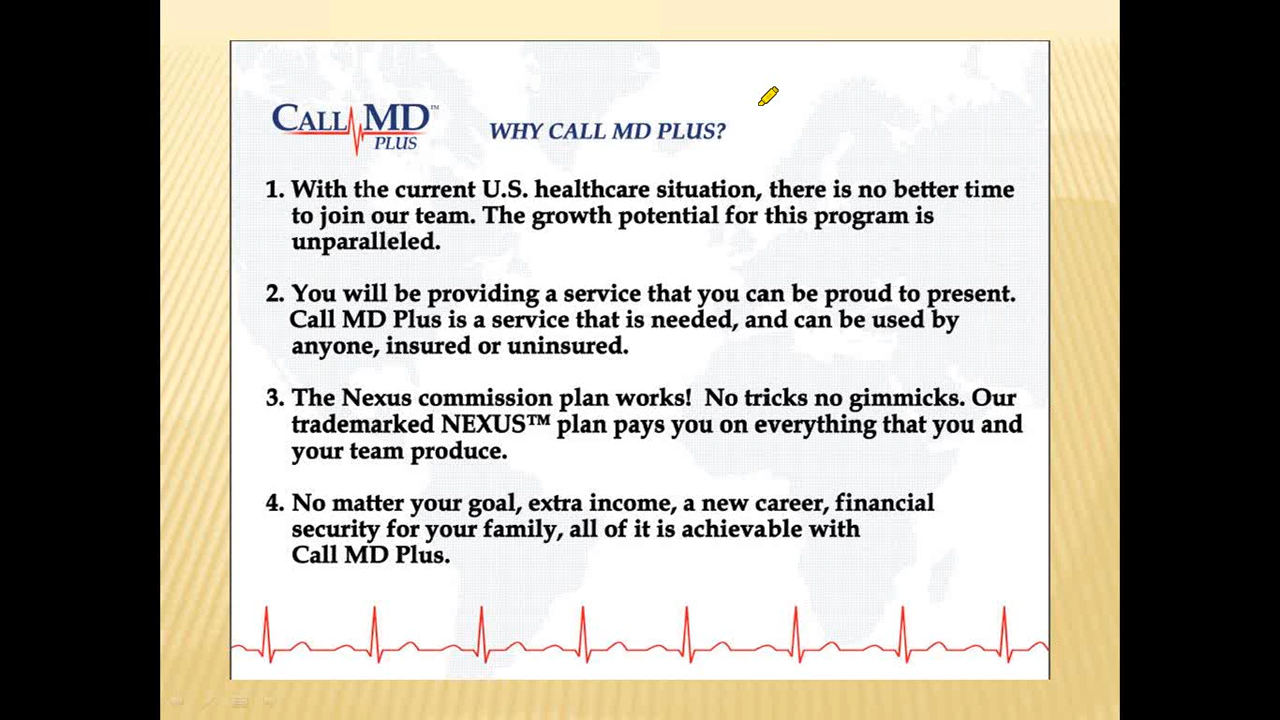 CALL MD™
PLUS
WHY CALL MD PLUS?
1. With the current U.S. healthcare situation, there is no better time
to join our team. The growth potential for this program is
unparalleled.
2. You will be providing a service that you can be proud to present.
Call MD Plus is a service that is needed, and can be used by
anyone, insured or uninsured.
3. The Nexus commission plan works!  No tricks no gimmicks. Our
trademarked NEXUS™ plan pays you on everything that you and
your team produce.
4. No matter your goal, extra income, a new career, financial
security for your family, all of it is achievable with
Call MD Plus.